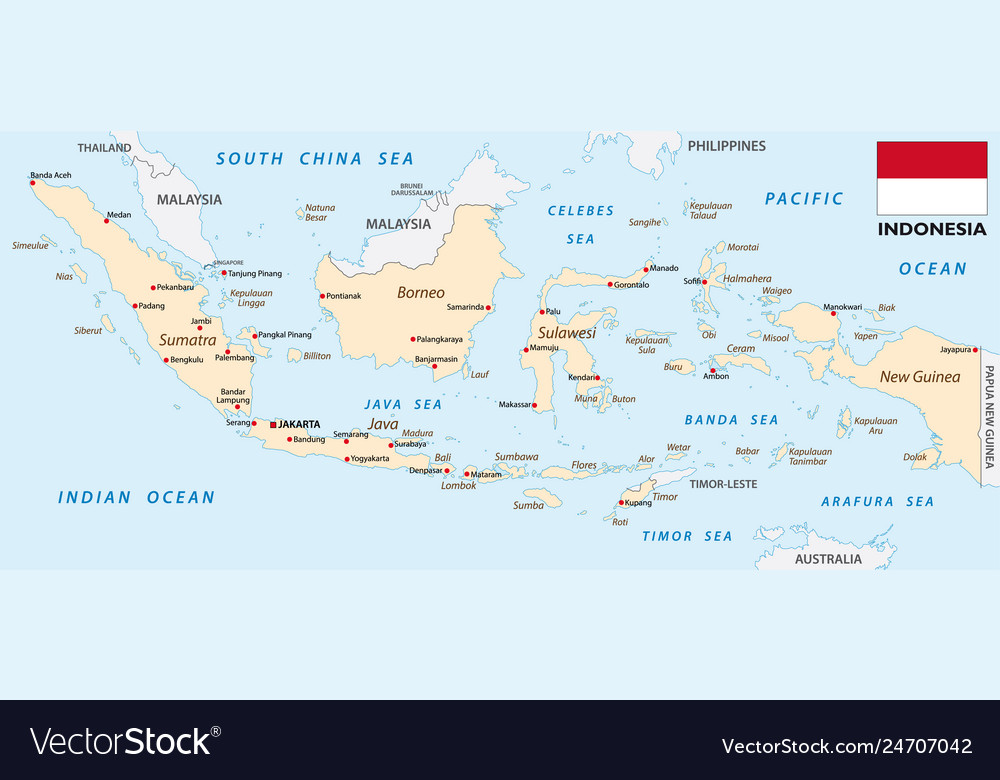 THAILAND
SOUTH CHINA SEA
PHILIPPINES
MALAYSIA
BRUNEI
DARUSSALAM
MALAYSIA
Banda Aceh
Medan
Natuna
Besar
CELEBES
SEA
Sangihe
Kepulauan
Talaud
PACIFIC
OCEAN
INDONESIA
Simeulue
Nias
SINGAPORE
Tanjung Pinang
Pekanbaru
Kepulauan
Lingga
Padang
Siberut
Jambi
Sumatra
Pangkal Pinang
Bengkulu
Palembang
Billiton
Bandar
Lampung
Serang
JAKARTA
Bandung
Pontianak
Borneo
Samarinda
Palangkaraya
Banjarmasin
Lauf
JAVA SEA
Java
Semarang
Madura
Surabaya
Yogyakarta
Bali
Denpasar
Mataram
Lombok
Sumbawa
Sumba
Flores
Manado
Gorontalo
Palu
Sulawesi
Mamuju
Kendari
Makassar
Muna
Buton
Morotai
Sofifi
Halmahera
Waigeo
Kepulauan
Sula
Obi
Misool
Ceram
Buru
Ambon
Manokwari
Biak
Yapen
Jayapura
New Guinea
PAPUA NEW GUINEA
BANDA SEA
Kapulauan
Aru
Wetar
Alor
Babar
Kapulauan
Tanimbar
Dolak
TIMOR-LESTE
Timor
Kupang
Roti
INDIAN OCEAN
TIMOR SEA
ARAFURA SEA
AUSTRALIA
VectorStock®
VectorStock.com/24707042